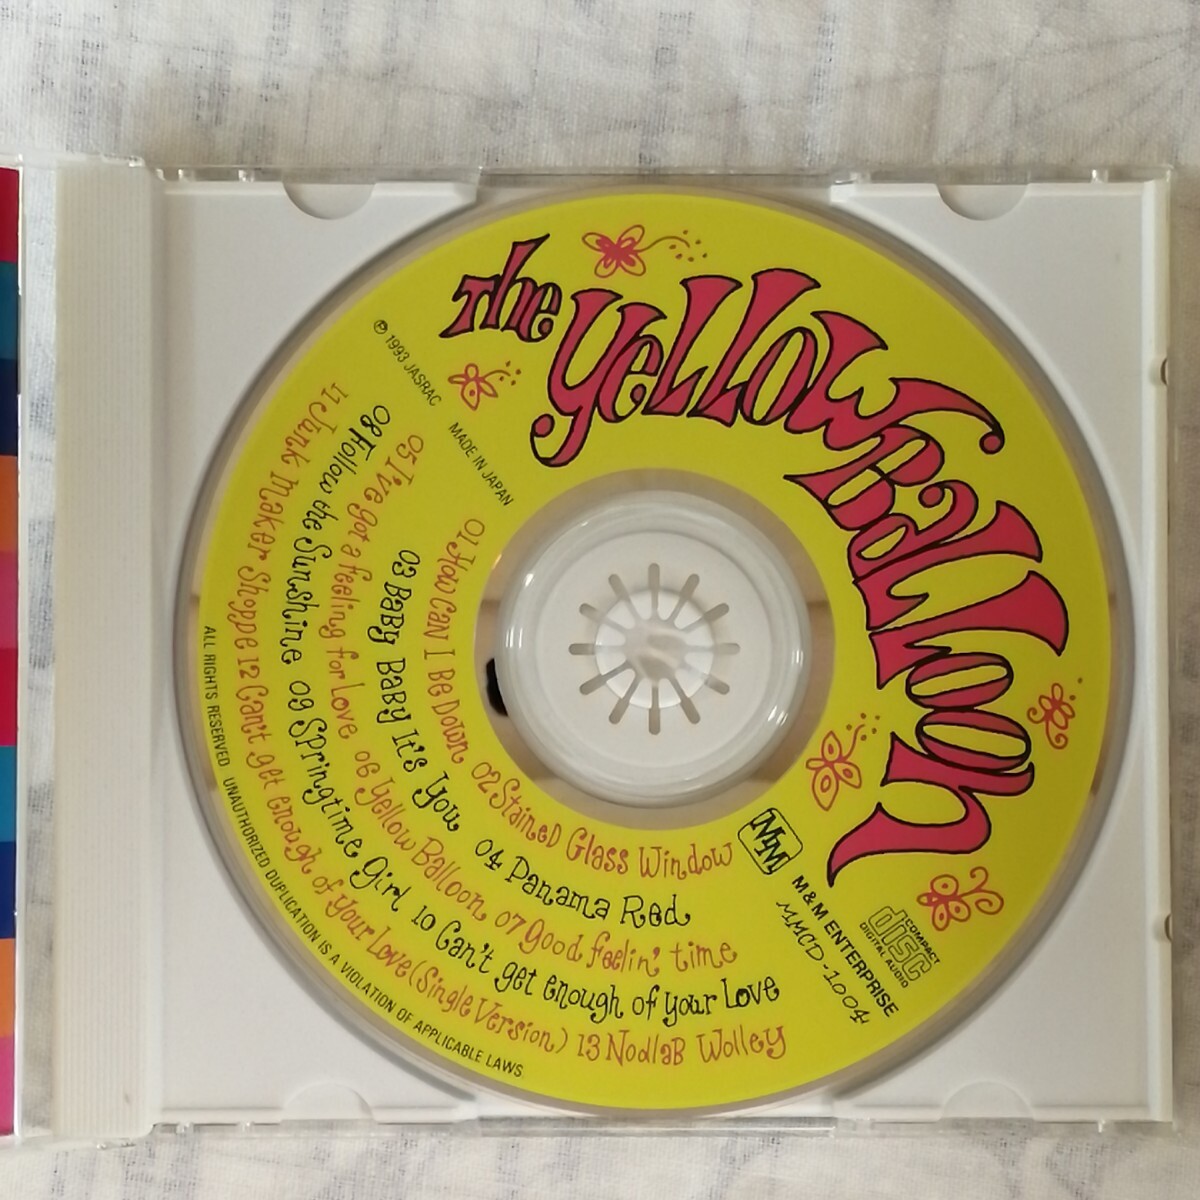 The Yellow Balloon
℗ 1993 JASRAC MADE IN JAPAN
01 How Can I Be Down 02 Stained Glass Window
03 Baby Baby It's You 04 Panama Red
05 I've got a feeling for Love 06 Yellow Balloon 07 Good feelin' time
08 Follow the Sunshine 09 Springtime Girl 10 Can't get enough of your Love
11 Junk Maker Shoppe 12 Can't get enough of your Love (Single Version) 13 Nodlab Wolley
ALL RIGHTS RESERVED UNAUTHORIZED DUPLICATION IS A VIOLATION OF APPLICABLE LAWS.
MM
M&M ENTERPRISE
MMCD-1004
COMPACT
disc
DIGITAL AUDIO